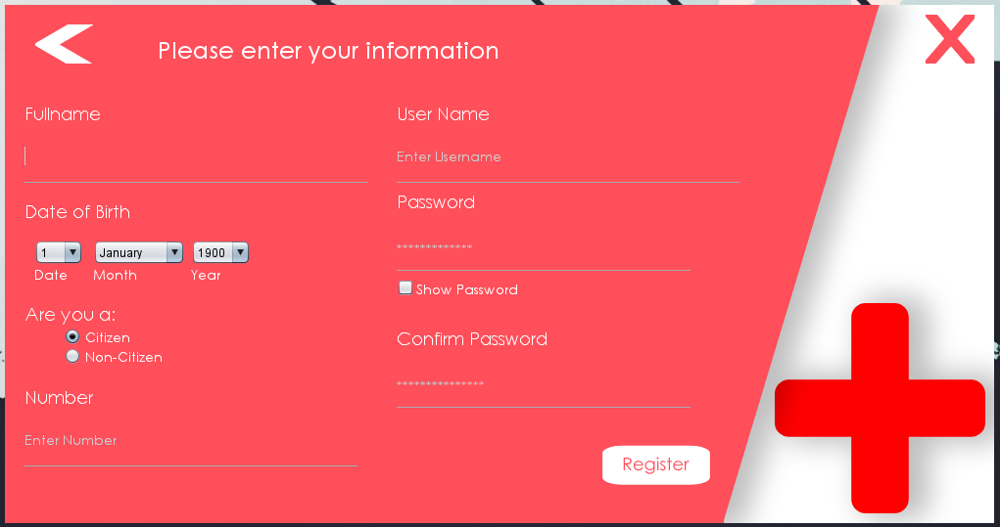 Please enter your information
Fullname
Date of Birth
1 January 1900
Date Month Year
Are you a:
Citizen
Non-Citizen
Number
Enter Number
User Name
Enter Username
Password
*************
Show Password
Confirm Password
***************
Register
X